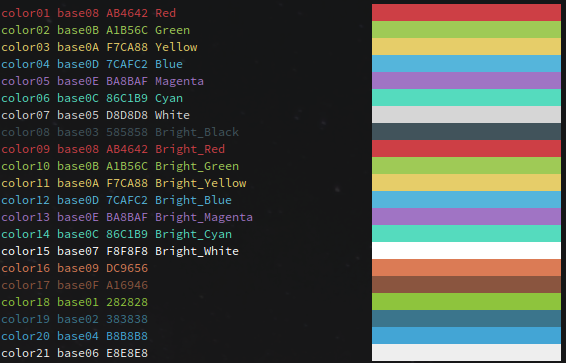 color01 base08 AB4642 Red
color02 base0B A1B56C Green
color03 base0A F7CA88 Yellow
color04 base0D 7CAFC2 Blue
color05 base0E BA8BAF Magenta
color06 base0C 86C1B9 Cyan
color07 base05 D8D8D8 White
color08 base03 585858 Bright_Black
color09 base08 AB4642 Bright_Red
color10 base0B A1B56C Bright_Green
color11 base0A F7CA88 Bright_Yellow
color12 base0D 7CAFC2 Bright_Blue
color13 base0E BA8BAF Bright_Magenta
color14 base0C 86C1B9 Bright_Cyan
color15 base07 F8F8F8 Bright_White
color16 base09 DC9656
color17 base0F A16946
color18 base01 282828
color19 base02 383838
color20 base04 B8B8B8
color21 base06 E8E8E8